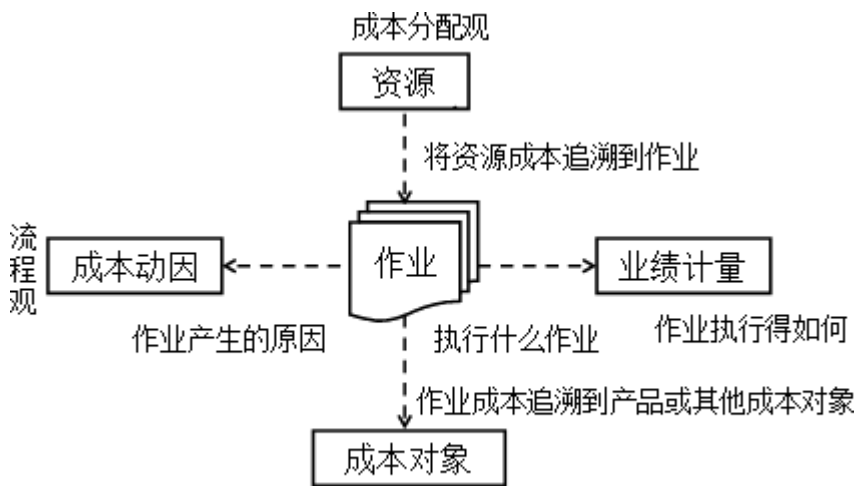 成本分配观
资源
将资源成本追溯到作业
流程观
成本动因
作业
业绩计量
作业产生的原因
执行什么作业
作业执行得如何
作业成本追溯到产品或其他成本对象
成本对象